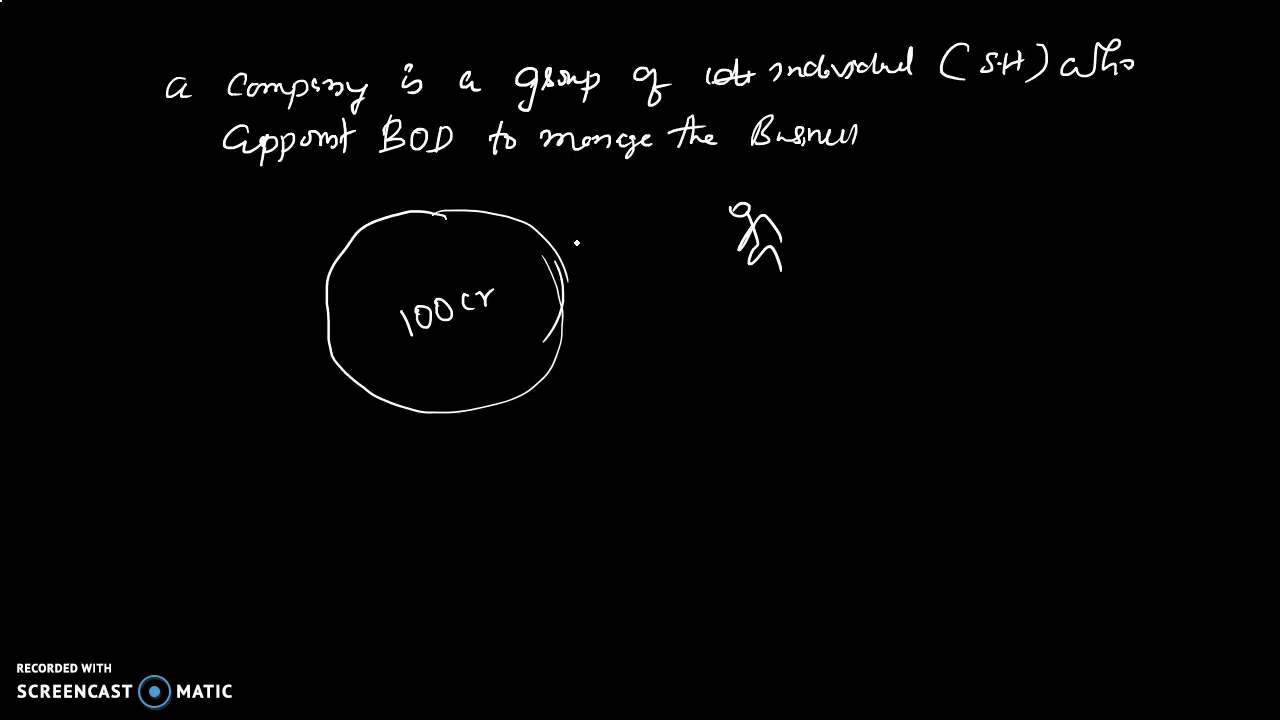 a company is a group of individual (S.H) who
appoint BOD to manage the Business
100 cr
RECORDED WITH
SCREENCAST MATIC